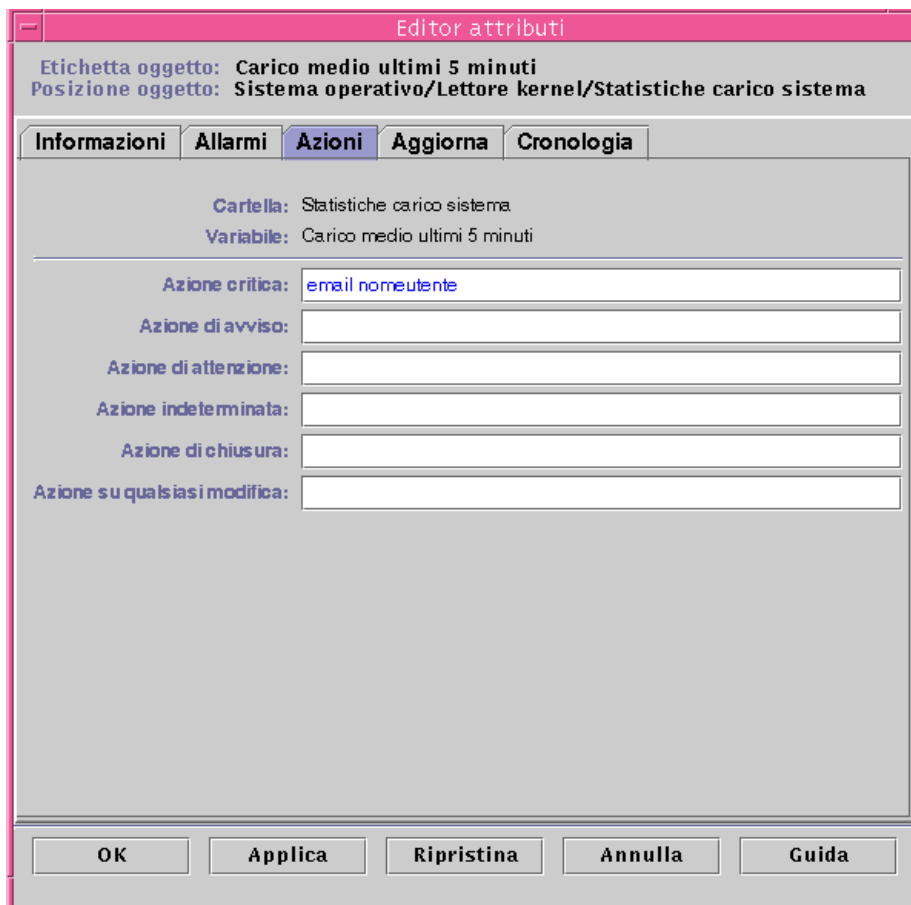 Editor attributi
Etichetta oggetto: Carico medio ultimi 5 minuti
Posizione oggetto: Sistema operativo/Lettore kernel/Statistiche carico sistema
Informazioni Allarmi Azioni Aggiorna Cronologia
Cartella: Statistiche carico sistema
Variabile: Carico medio ultimi 5 minuti
Azione critica: email nomeutente
Azione di avviso:
Azione di attenzione:
Azione indeterminata:
Azione di chiusura:
Azione su qualsiasi modifica:
OK Applica Ripristina Annulla Guida